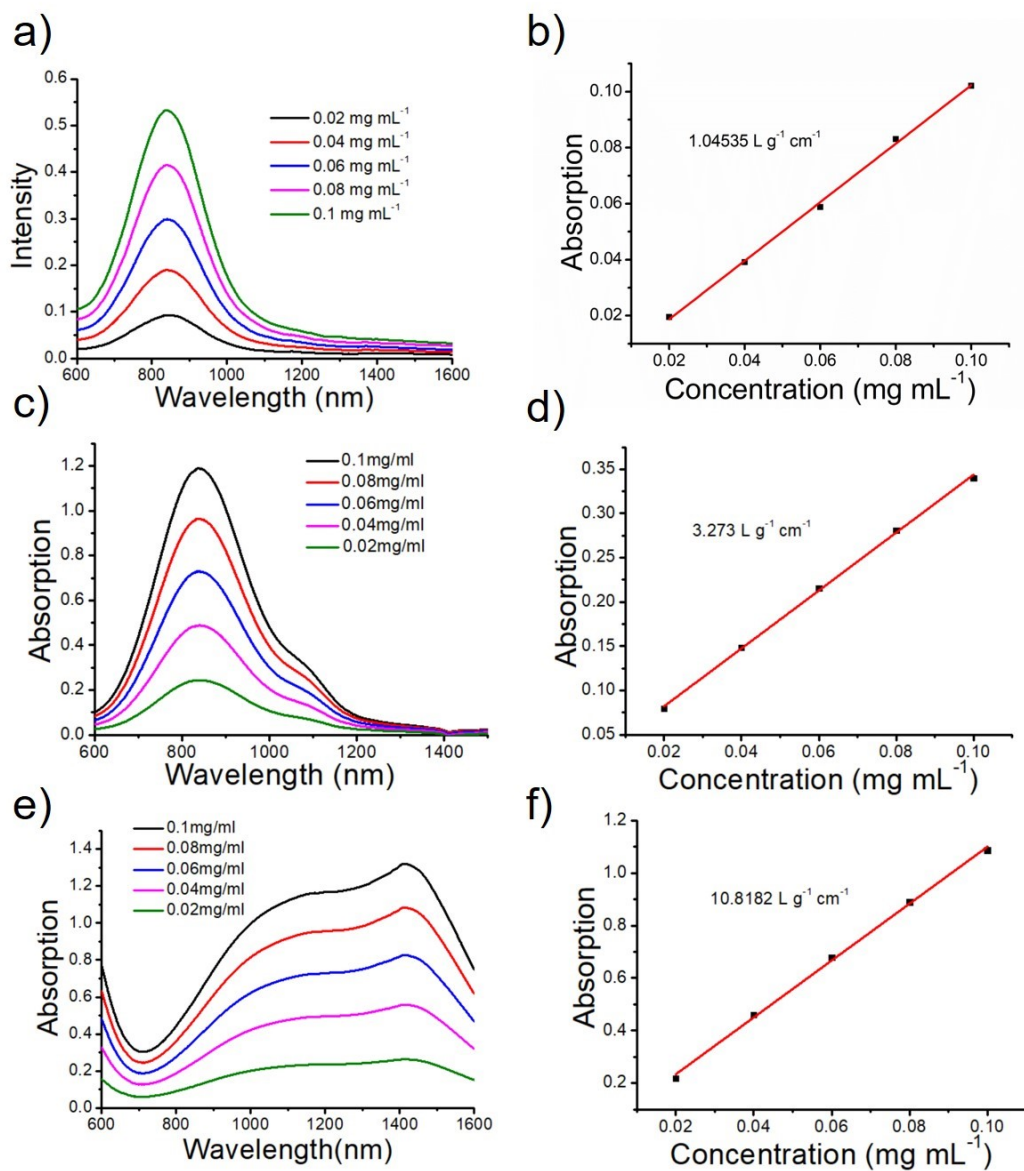 a)
0.6
0.5
0.4
0.3
0.2
0.1
0.0
600
800
1000
1200
1400
1600
Intensity
Wavelength (nm)
0.02 mg mL⁻¹
0.04 mg mL⁻¹
0.06 mg mL⁻¹
0.08 mg mL⁻¹
0.1 mg mL⁻¹
b)
0.10
0.08
0.06
0.04
0.02
0.02
0.04
0.06
0.08
0.10
Absorption
Concentration (mg mL⁻¹)
1.04535 L g⁻¹ cm⁻¹
c)
1.2
1.0
0.8
0.6
0.4
0.2
0.0
600
800
1000
1200
1400
Absorption
Wavelength (nm)
0.1mg/ml
0.08mg/ml
0.06mg/ml
0.04mg/ml
0.02mg/ml
d)
0.35
0.30
0.25
0.20
0.15
0.10
0.05
0.02
0.04
0.06
0.08
0.10
Absorption
Concentration (mg mL⁻¹)
3.273 L g⁻¹ cm⁻¹
e)
1.4
1.2
1.0
0.8
0.6
0.4
0.2
0.0
600
800
1000
1200
1400
1600
Absorption
Wavelength(nm)
0.1mg/ml
0.08mg/ml
0.06mg/ml
0.04mg/ml
0.02mg/ml
f)
1.2
1.0
0.8
0.6
0.4
0.2
0.02
0.04
0.06
0.08
0.10
Absorption
Concentration (mg mL⁻¹)
10.8182 L g⁻¹ cm⁻¹